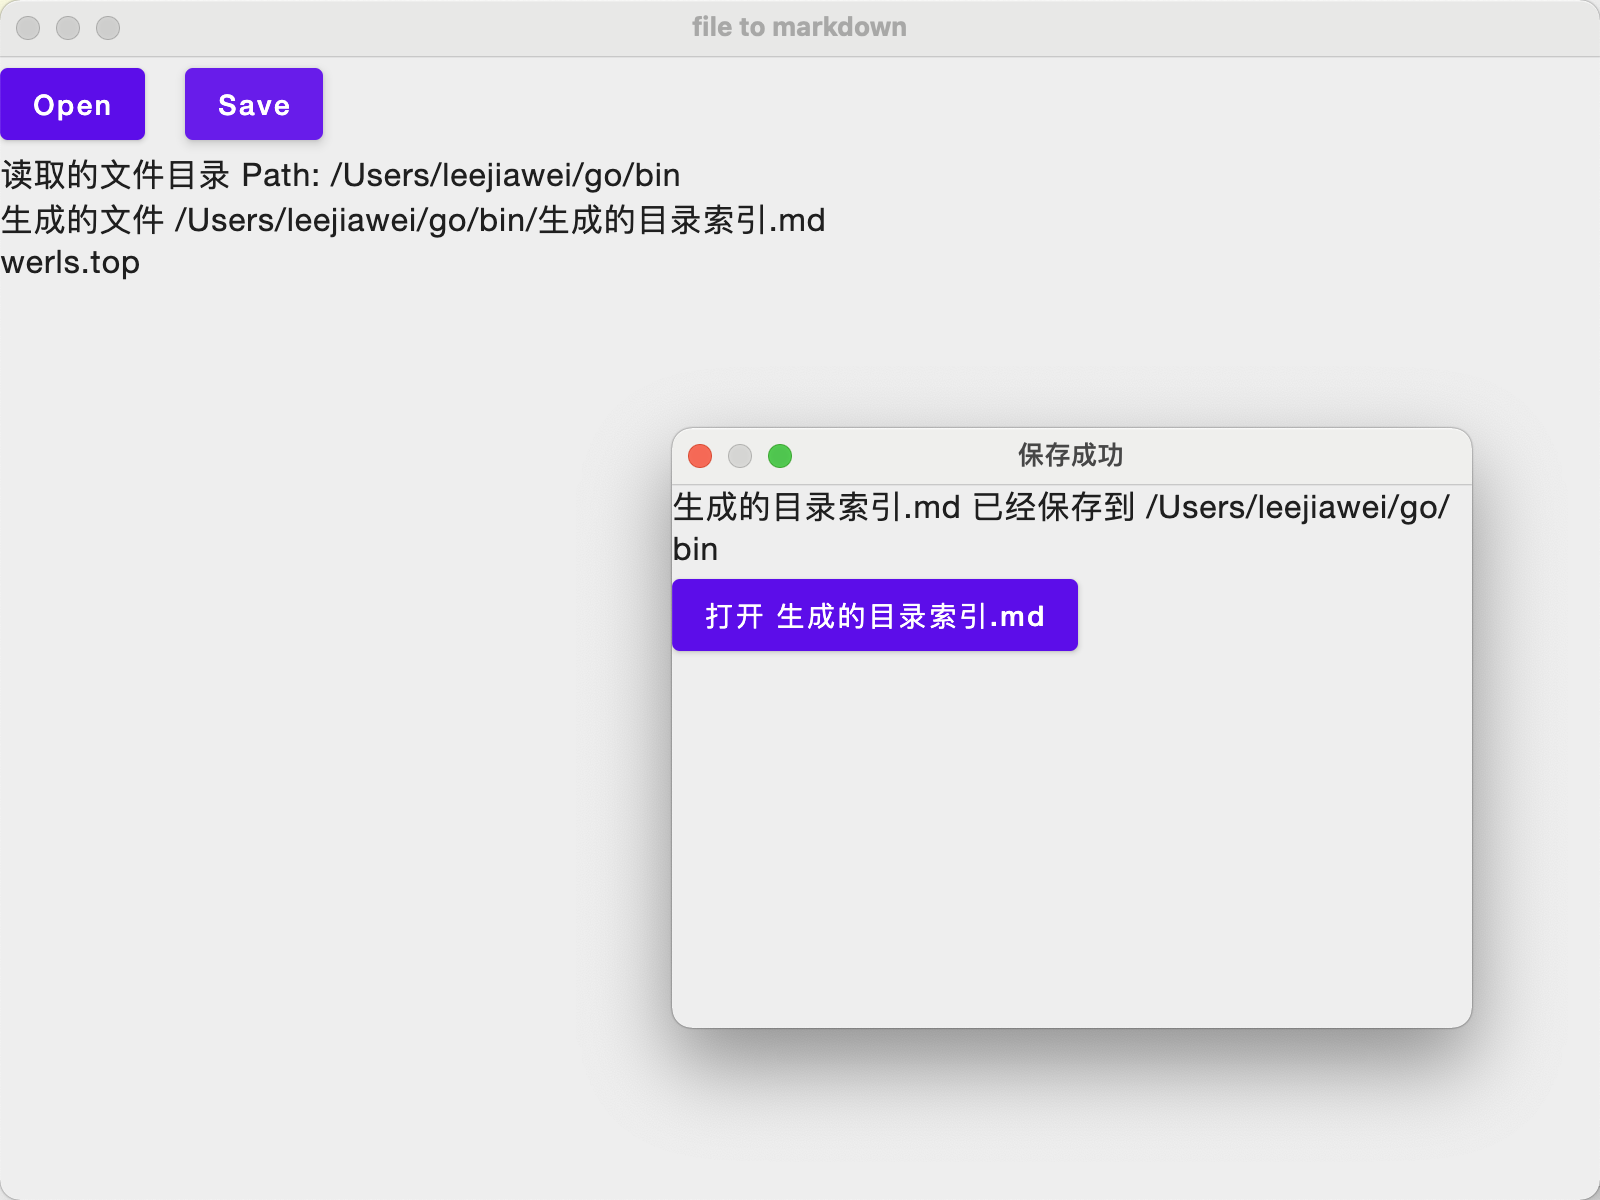 file to markdown
Open
Save
读取的文件目录 Path: /Users/leejiawei/go/bin
生成的文件 /Users/leejiawei/go/bin/生成的目录索引.md
werls.top
保存成功
生成的目录索引.md 已经保存到 /Users/leejiawei/go/
bin
打开 生成的目录索引.md